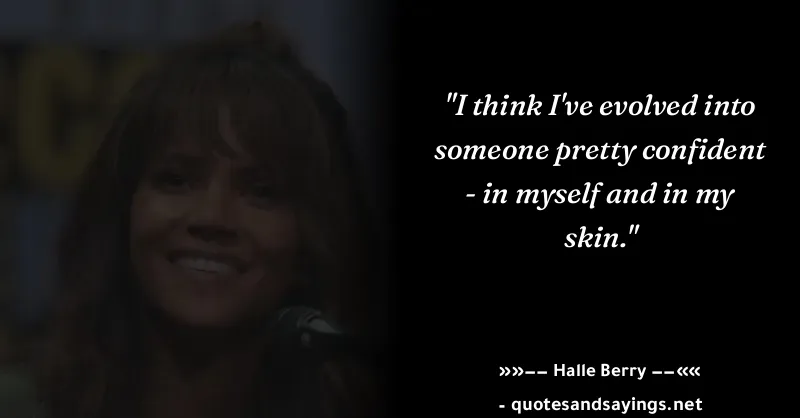 "I think I've evolved into
someone pretty confident
- in myself and in my
skin."
»»–– Halle Berry ––««
- quotesandsayings.net